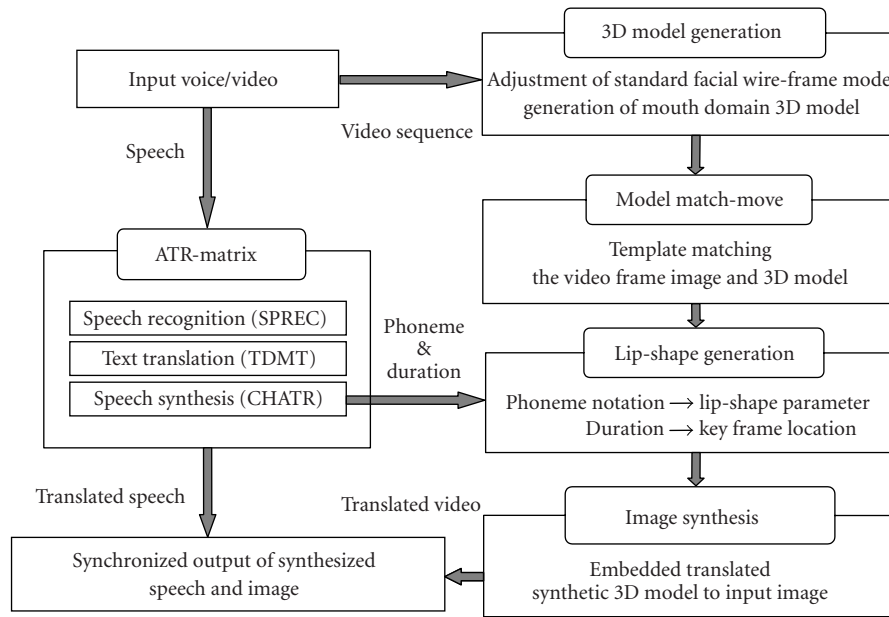 3D model generation
Input voice/video
Adjustment of standard facial wire-frame mode
generation of mouth domain 3D model
Video sequence
Speech
Model match-move
ATR-matrix
Template matching
the video frame image and 3D model
Speech recognition (SPREC)
Text translation (TDMT)
Speech synthesis (CHATR)
Phoneme
&
duration
Lip-shape generation
Phoneme notation → lip-shape parameter
Duration → key frame location
Translated speech
Translated video
Image synthesis
Synchronized output of synthesized
speech and image
Embedded translated
synthetic 3D model to input image